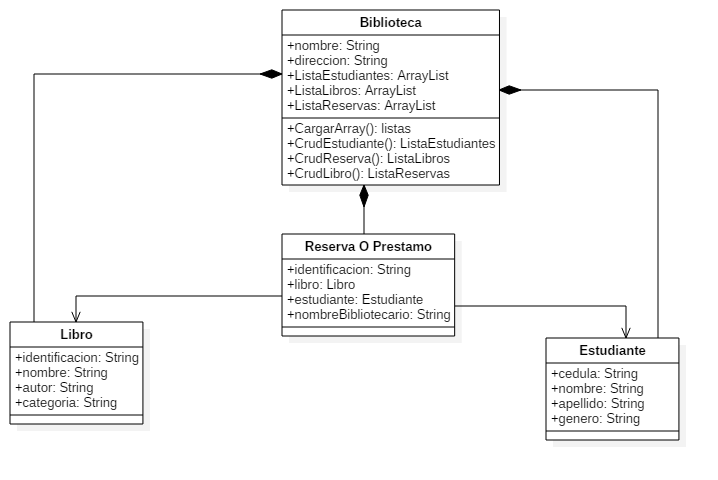 Biblioteca
+nombre: String
+direccion: String
+ListaEstudiantes: ArrayList
+ListaLibros: ArrayList
+ListaReservas: ArrayList
+CargarArray(): listas
+CrudEstudiante(): ListaEstudiantes
+CrudReserva(): ListaLibros
+CrudLibro(): ListaReservas
Reserva O Prestamo
+identificacion: String
+libro: Libro
+estudiante: Estudiante
+nombreBibliotecario: String
Libro
+identificacion: String
+nombre: String
+autor: String
+categoria: String
Estudiante
+cedula: String
+nombre: String
+apellido: String
+genero: String